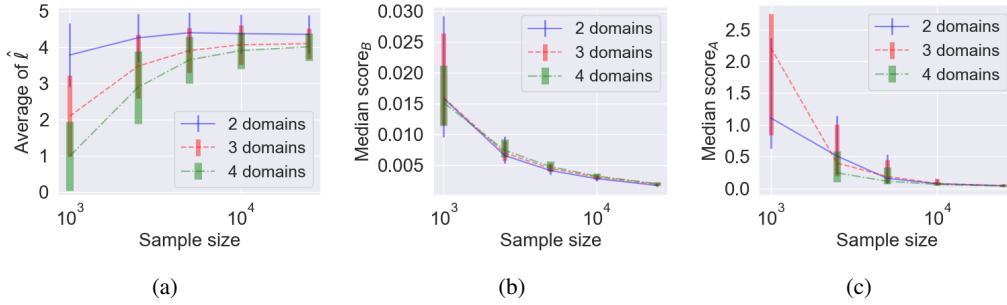 Average of ℓ̂
5
4
3
2
1
0
2 domains
3 domains
4 domains
10³
10⁴
Sample size
(a)
Median score_B
0.030
0.025
0.020
0.015
0.010
0.005
2 domains
3 domains
4 domains
10³
10⁴
Sample size
(b)
Median score_A
2.5
2.0
1.5
1.0
0.5
0.0
2 domains
3 domains
4 domains
10³
10⁴
Sample size
(c)